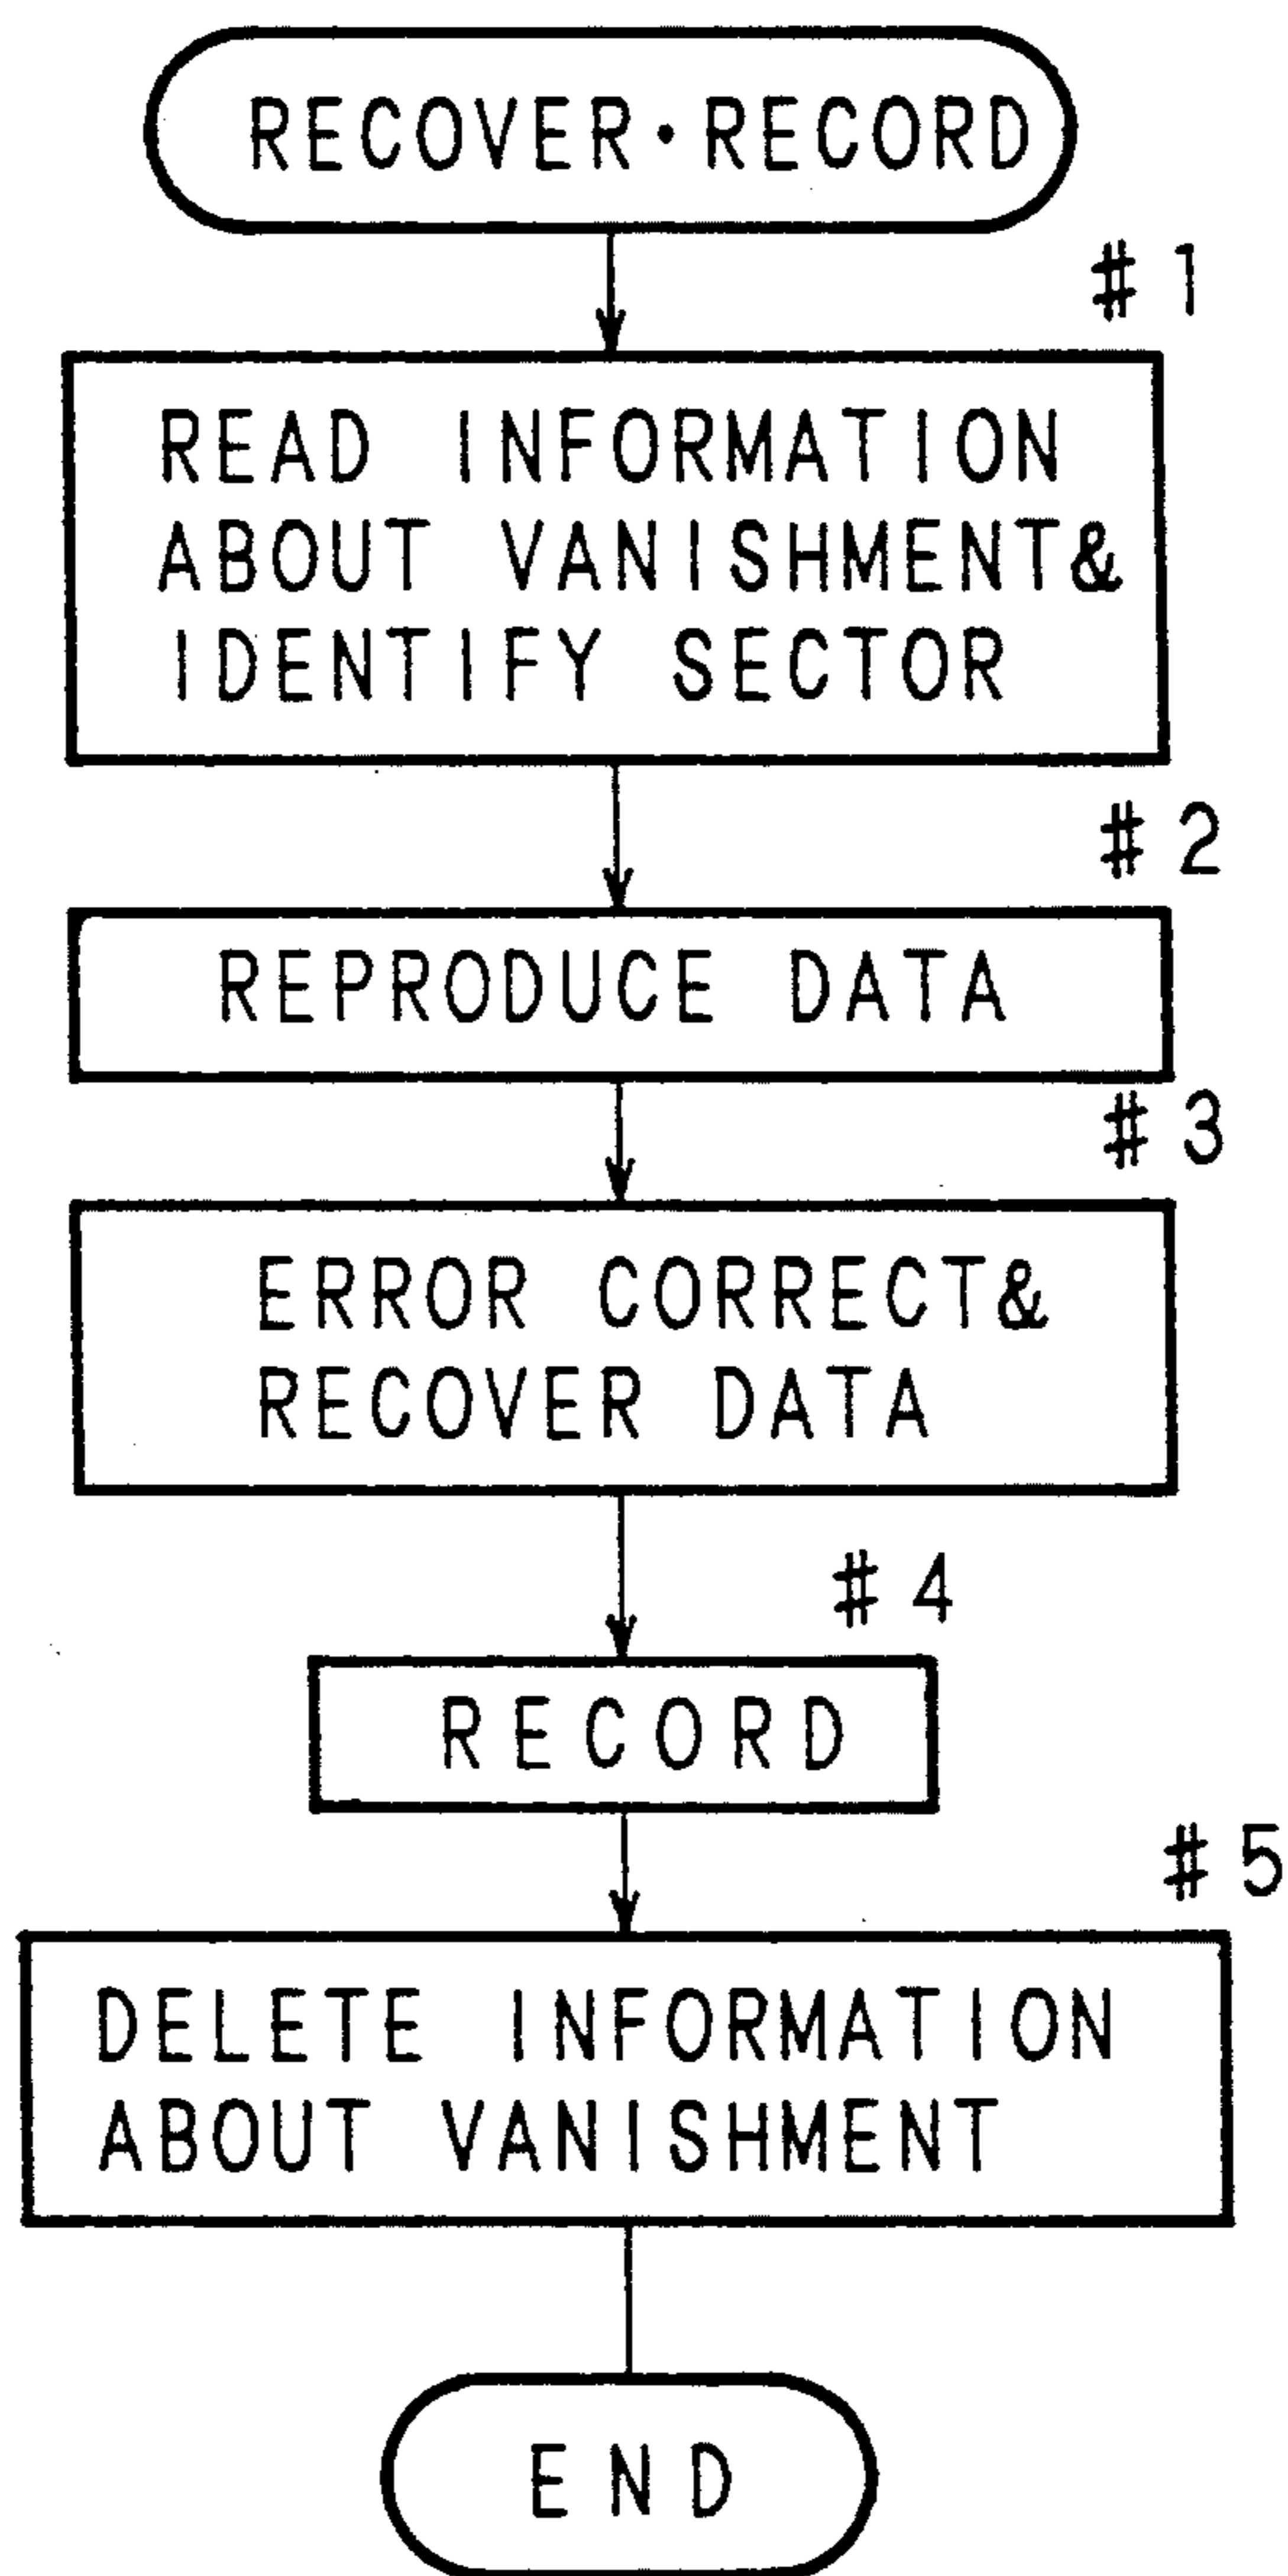 RECOVER・RECORD
#1
READ INFORMATION
ABOUT VANISHMENT&
IDENTIFY SECTOR
#2
REPRODUCE DATA
#3
ERROR CORRECT&
RECOVER DATA
#4
RECORD
#5
DELETE INFORMATION
ABOUT VANISHMENT
END